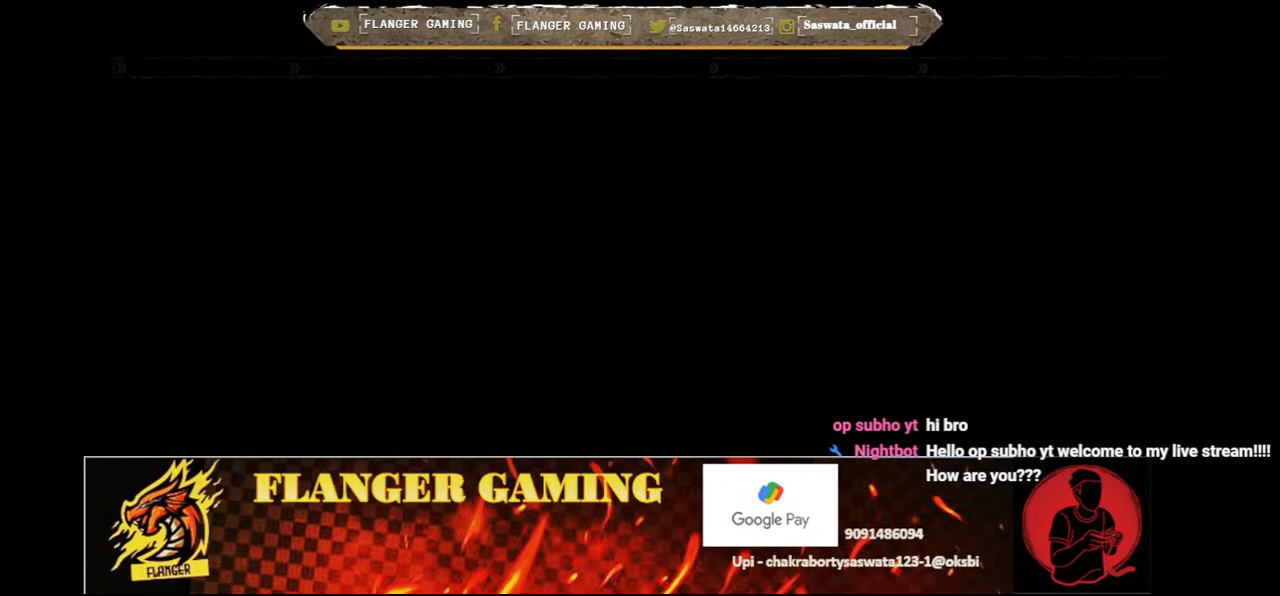 FLANGER GAMING
FLANGER GAMING
@Saswata14664213
Saswata_official
op subho yt hi bro
Nightbot Hello op subho yt welcome to my live stream!!!!
How are you???
FLANGER GAMING
Google Pay
9091486094
Upi - chakrabortysaswata123-1@oksbi
FLANGER